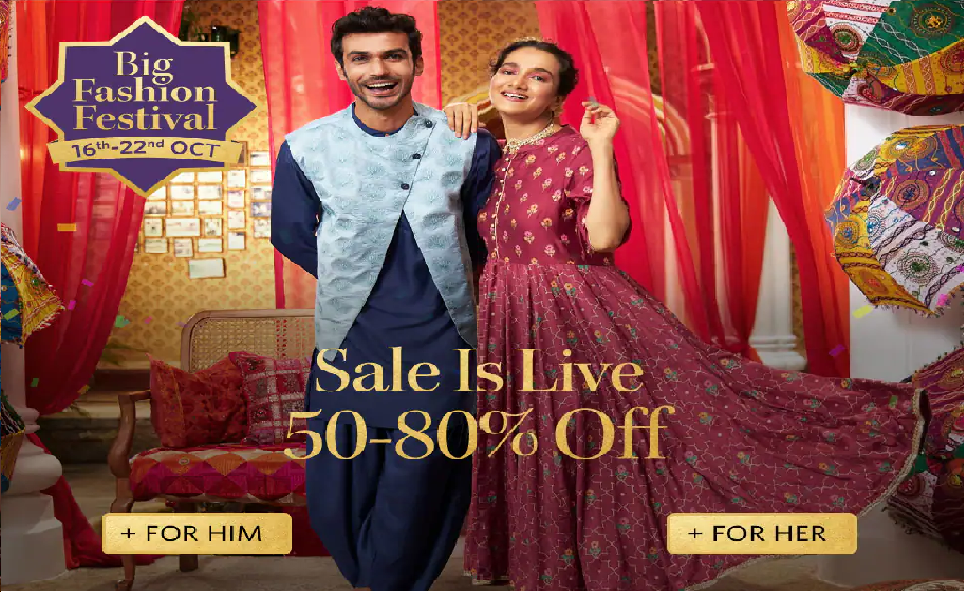 Big
Fashion
Festival
16th-22nd OCT
Sale Is Live
50-80% Off
+ FOR HIM
+ FOR HER